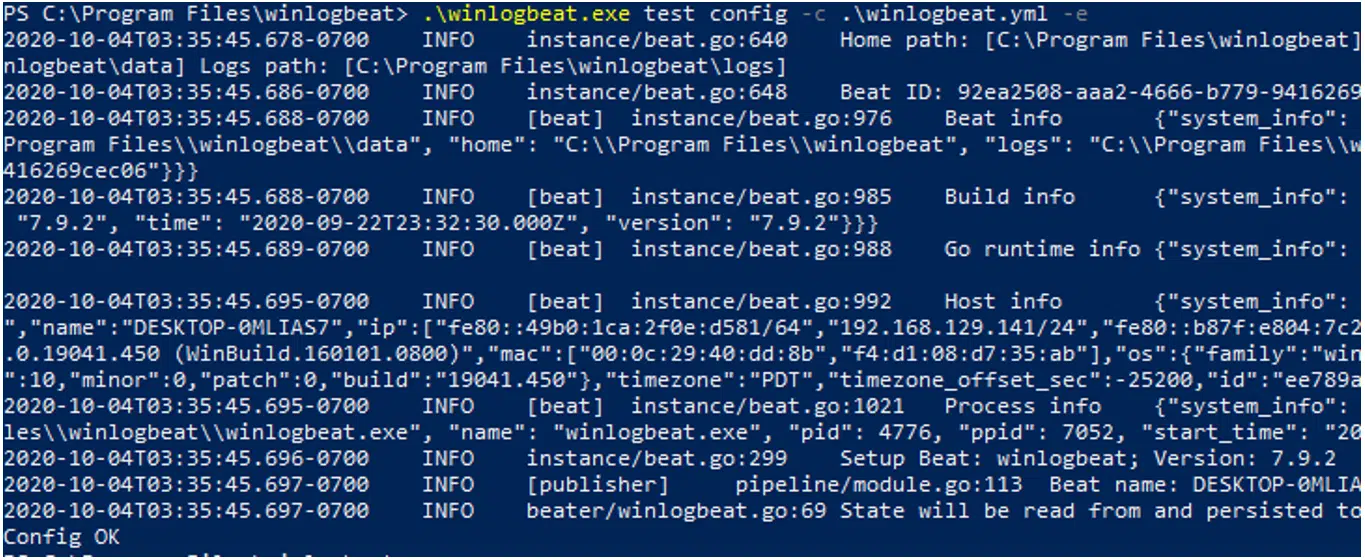 PS C:\Program Files\winlogbeat> .\winlogbeat.exe test config -c .\winlogbeat.yml -e
2020-10-04T03:35:45.678-0700 INFO instance/beat.go:640 Home path: [C:\Program Files\winlogbeat]
nlogbeat\data] Logs path: [C:\Program Files\winlogbeat\logs]
2020-10-04T03:35:45.686-0700 INFO instance/beat.go:648 Beat ID: 92ea2508-aaa2-4666-b779-9416269
2020-10-04T03:35:45.688-0700 INFO [beat] instance/beat.go:976 Beat info {"system_info":
Program Files\\winlogbeat\\data", "home": "C:\\Program Files\\winlogbeat", "logs": "C:\\Program Files\\w
416269cec06"}}}
2020-10-04T03:35:45.688-0700 INFO [beat] instance/beat.go:985 Build info {"system_info":
"7.9.2", "time": "2020-09-22T23:32:30.000Z", "version": "7.9.2"}}}
2020-10-04T03:35:45.689-0700 INFO [beat] instance/beat.go:988 Go runtime info {"system_info":
2020-10-04T03:35:45.695-0700 INFO [beat] instance/beat.go:992 Host info {"system_info":
","name":"DESKTOP-0MLIAS7","ip":["fe80::49b0:1ca:2f0e:d581/64","192.168.129.141/24","fe80::b87f:e804:7c2
.0.19041.450 (WinBuild.160101.0800)","mac":["00:0c:29:40:dd:8b","f4:d1:08:d7:35:ab"],"os":{"family":"win
":10,"minor":0,"patch":0,"build":"19041.450"},"timezone":"PDT","timezone_offset_sec":-25200,"id":"ee789a
2020-10-04T03:35:45.695-0700 INFO [beat] instance/beat.go:1021 Process info {"system_info":
les\\winlogbeat\\winlogbeat.exe", "name": "winlogbeat.exe", "pid": 4776, "ppid": 7052, "start_time": "20
2020-10-04T03:35:45.696-0700 INFO instance/beat.go:299 Setup Beat: winlogbeat; Version: 7.9.2
2020-10-04T03:35:45.697-0700 INFO [publisher] pipeline/module.go:113 Beat name: DESKTOP-0MLIA
2020-10-04T03:35:45.697-0700 INFO beater/winlogbeat.go:69 State will be read from and persisted to
Config OK